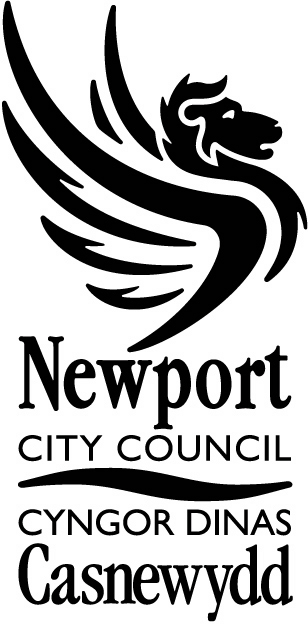 Newport
CITY COUNCIL
CYNGOR DINAS
Casnewydd